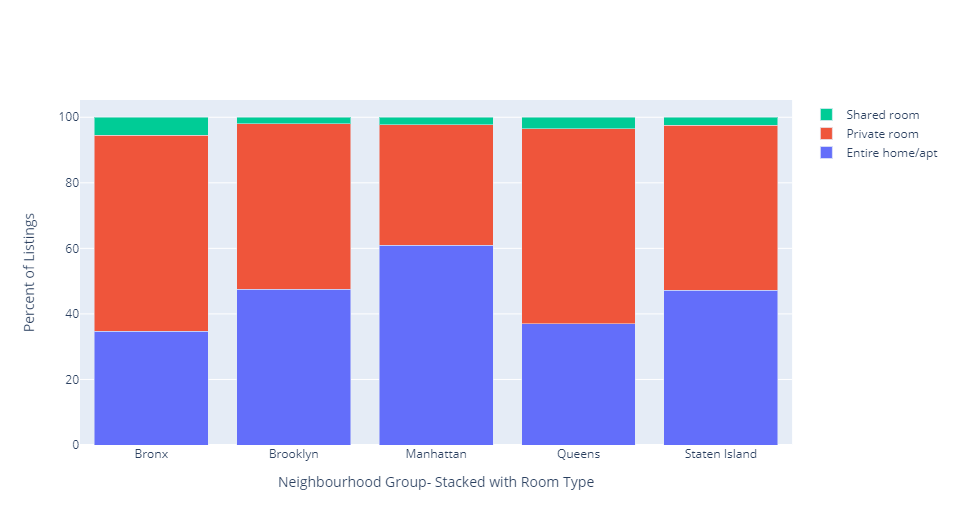 100
80
60
40
20
0
Percent of Listings
Bronx
Brooklyn
Manhattan
Queens
Staten Island
Neighbourhood Group- Stacked with Room Type
Shared room
Private room
Entire home/apt